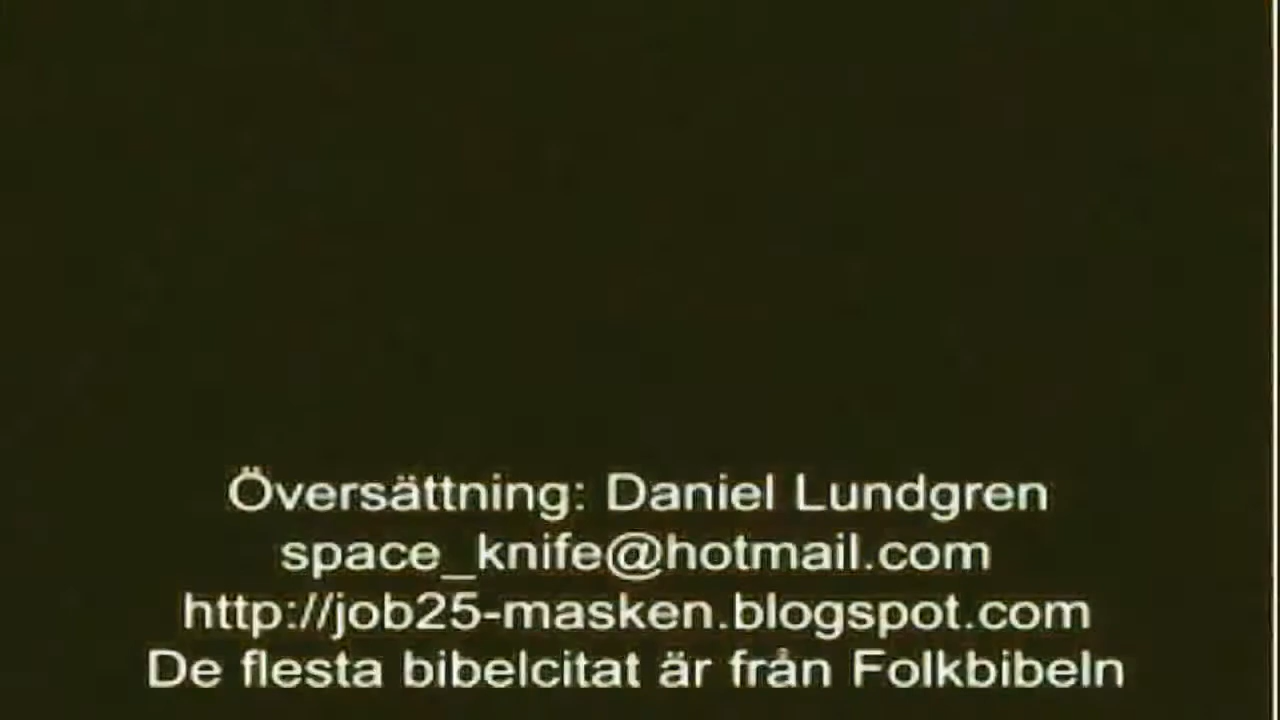 Översättning: Daniel Lundgren
space_knife@hotmail.com
http://job25-masken.blogspot.com
De flesta bibelcitat är från Folkbibeln